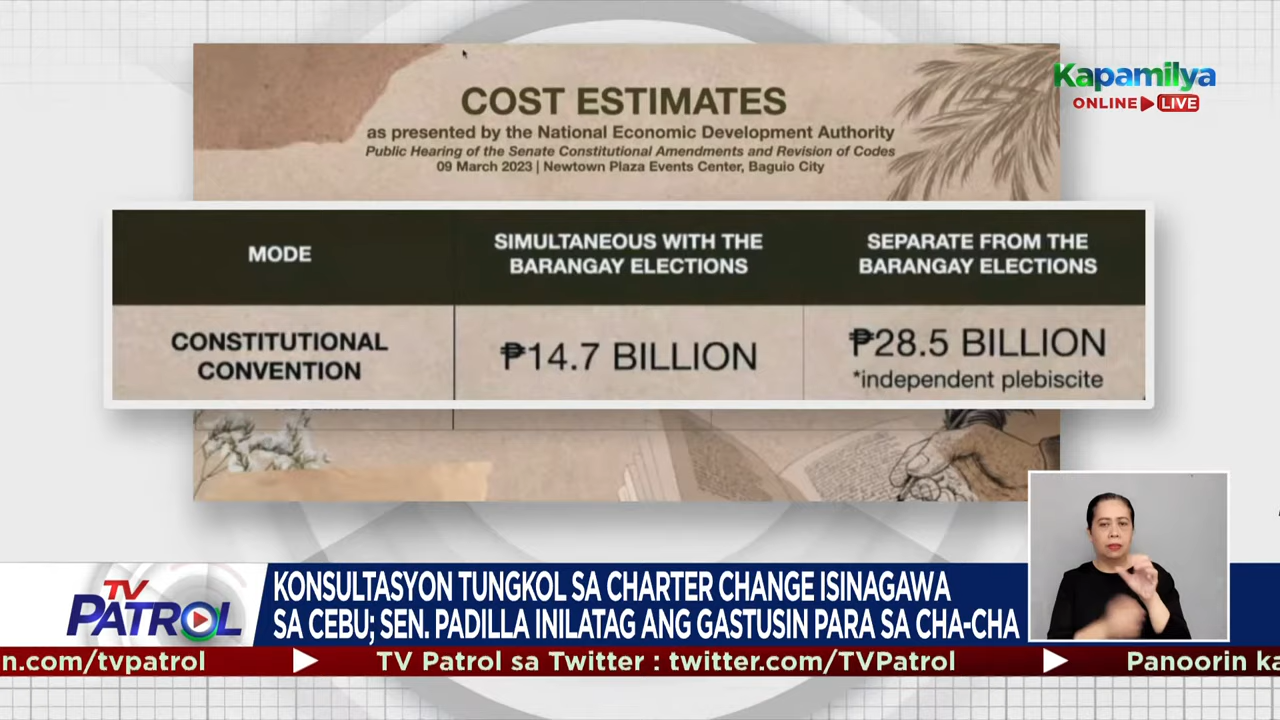 Kapamilya
ONLINE LIVE
COST ESTIMATES
as presented by the National Economic Development Authority
Public Hearing of the Senate Constitutional Amendments and Revision of Codes
09 March 2023 | Newtown Plaza Events Center, Baguio City
MODE
SIMULTANEOUS WITH THE
BARANGAY ELECTIONS
SEPARATE FROM THE
BARANGAY ELECTIONS
CONSTITUTIONAL
CONVENTION
₱14.7 BILLION
₱28.5 BILLION
*independent plebiscite
TV
PATROL
KONSULTASYON TUNGKOL SA CHARTER CHANGE ISINAGAWA
SA CEBU; SEN. PADILLA INILATAG ANG GASTUSIN PARA SA CHA-CHA
n.com/tvpatrol TV Patrol sa Twitter : twitter.com/TVPatrol Panoorin ka